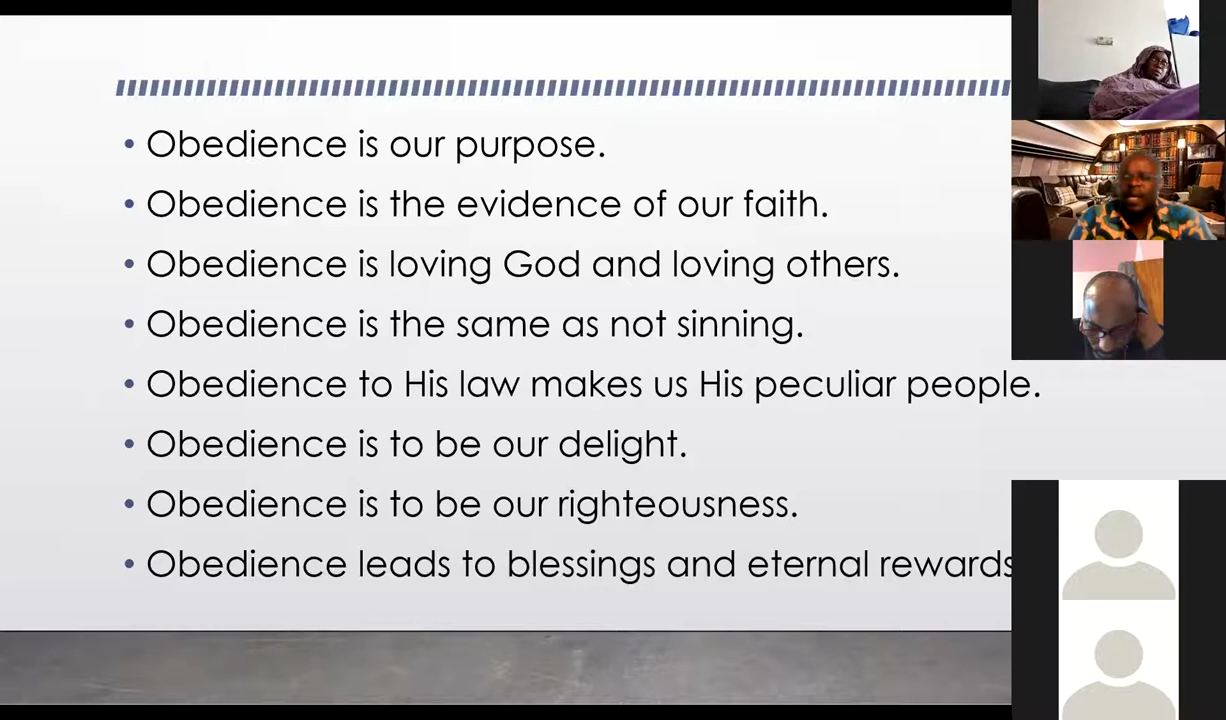 • Obedience is our purpose.
• Obedience is the evidence of our faith.
• Obedience is loving God and loving others.
• Obedience is the same as not sinning.
• Obedience to His law makes us His peculiar people.
• Obedience is to be our delight.
• Obedience is to be our righteousness.
• Obedience leads to blessings and eternal rewards